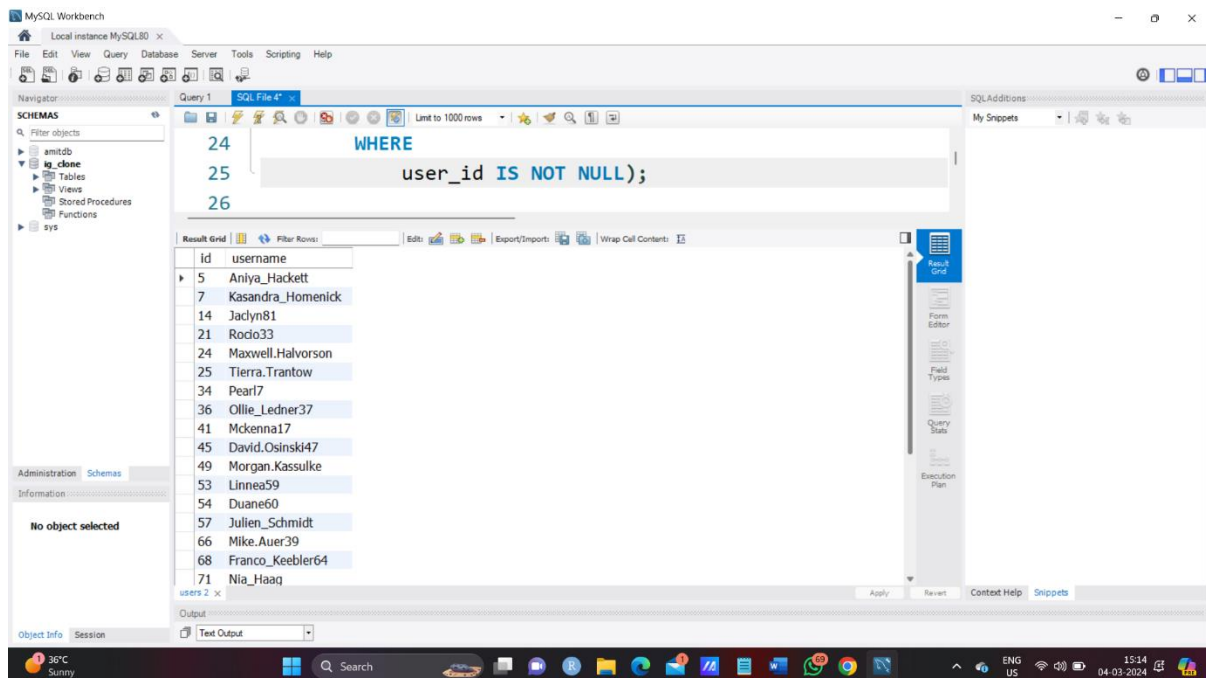 MySQL Workbench
Local instance MySQL80 ×
File Edit View Query Database Server Tools Scripting Help
Navigator
SCHEMAS
Filter objects
amitdb
ig_clone
Tables
Views
Stored Procedures
Functions
sys
Administration Schemas
Information
No object selected
Object Info Session
Query 1 SQL File 4* ×
Limit to 1000 rows
24 WHERE
25 user_id IS NOT NULL);
26
Result Grid Filter Rows: Edit: Export/Import: Wrap Cell Content:
id username
5 Aniya_Hackett
7 Kasandra_Homenick
14 Jaclyn81
21 Rocio33
24 Maxwell.Halvorson
25 Tierra.Trantow
34 Pearl7
36 Ollie_Ledner37
41 Mckenna17
45 David.Osinski47
49 Morgan.Kassulke
53 Linnea59
54 Duane60
57 Julien_Schmidt
66 Mike.Auer39
68 Franco_Keebler64
71 Nia_Haag
users 2 × Apply Revert
Output
Text Output
Result Grid
Form Editor
Field Types
Query Stats
Execution Plan
SQLAdditions
My Snippets
Context Help Snippets
1 36°C
Sunny
Search
69
ENG
US
15:14
04-03-2024